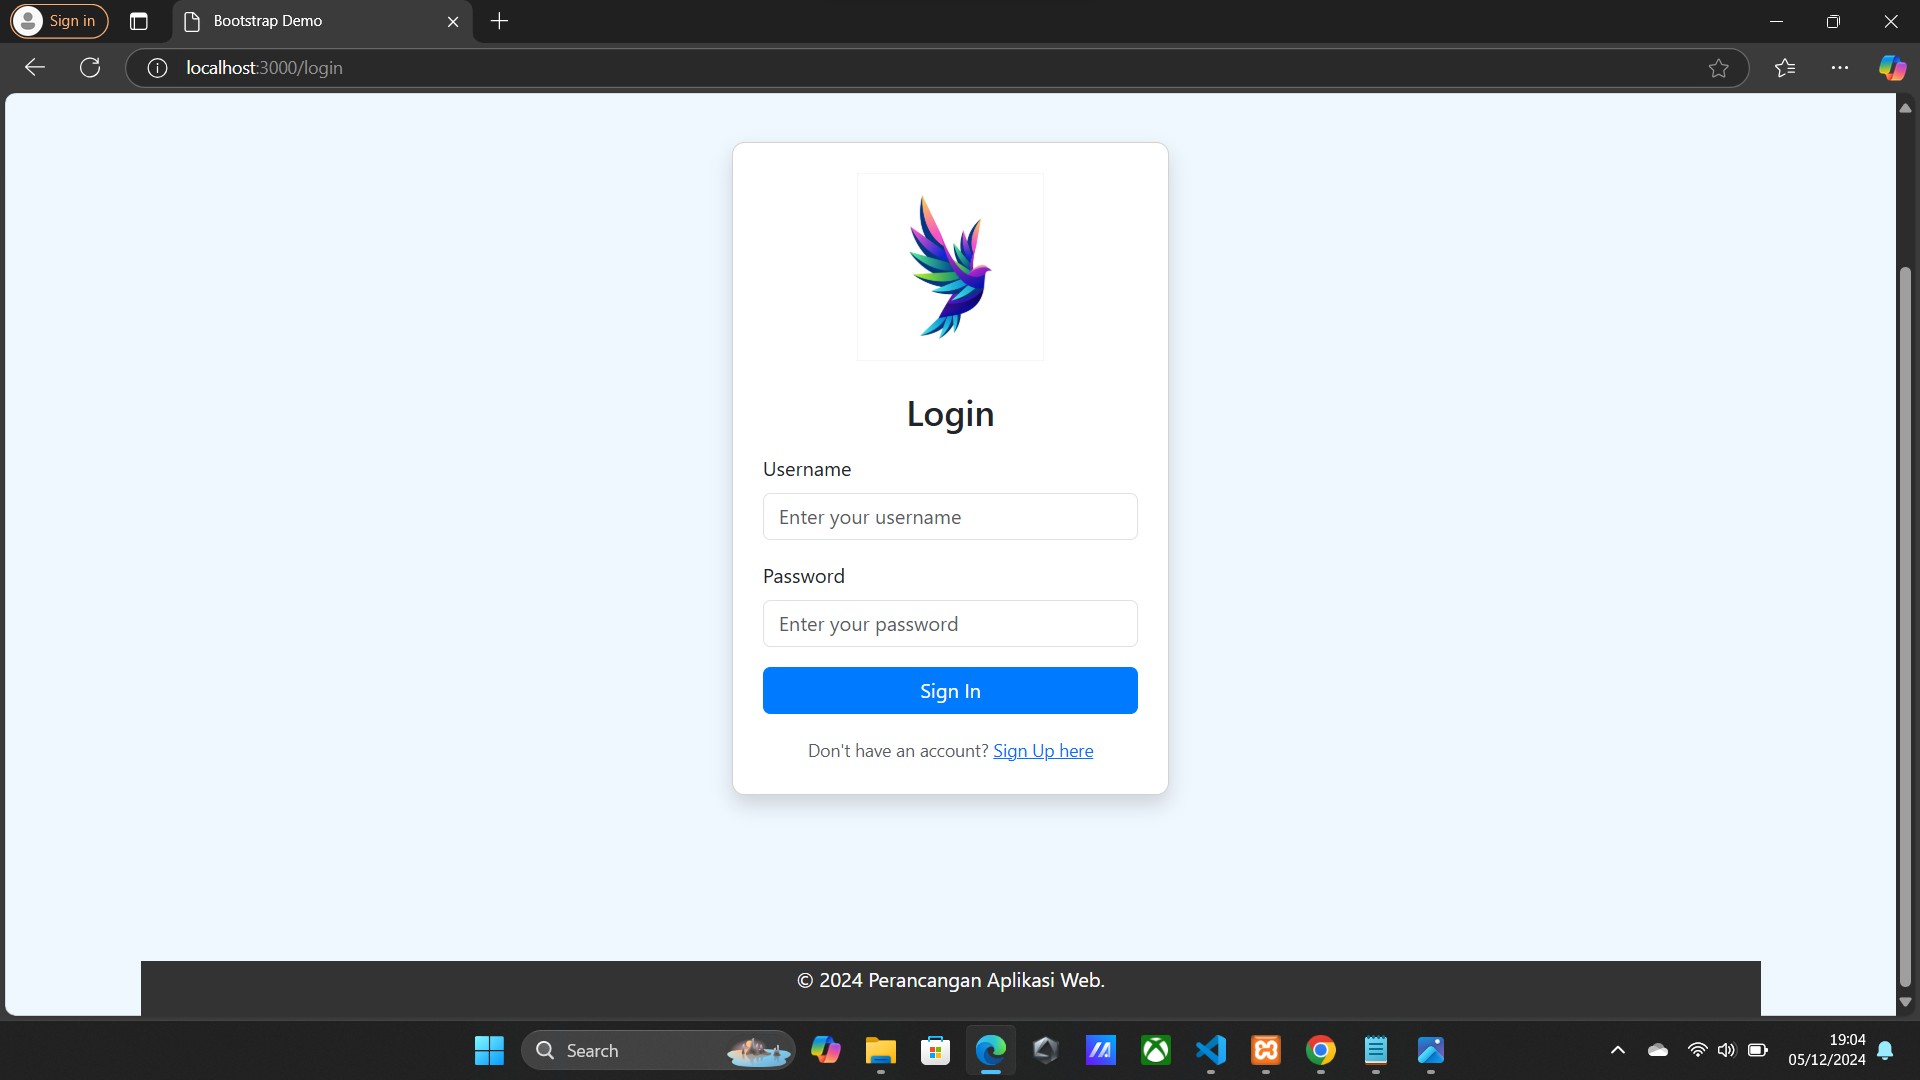 Sign in
Bootstrap Demo
localhost:3000/login
Login
Username
Enter your username
Password
Enter your password
Sign In
Don't have an account? Sign Up here
© 2024 Perancangan Aplikasi Web.
Search
19:04
05/12/2024